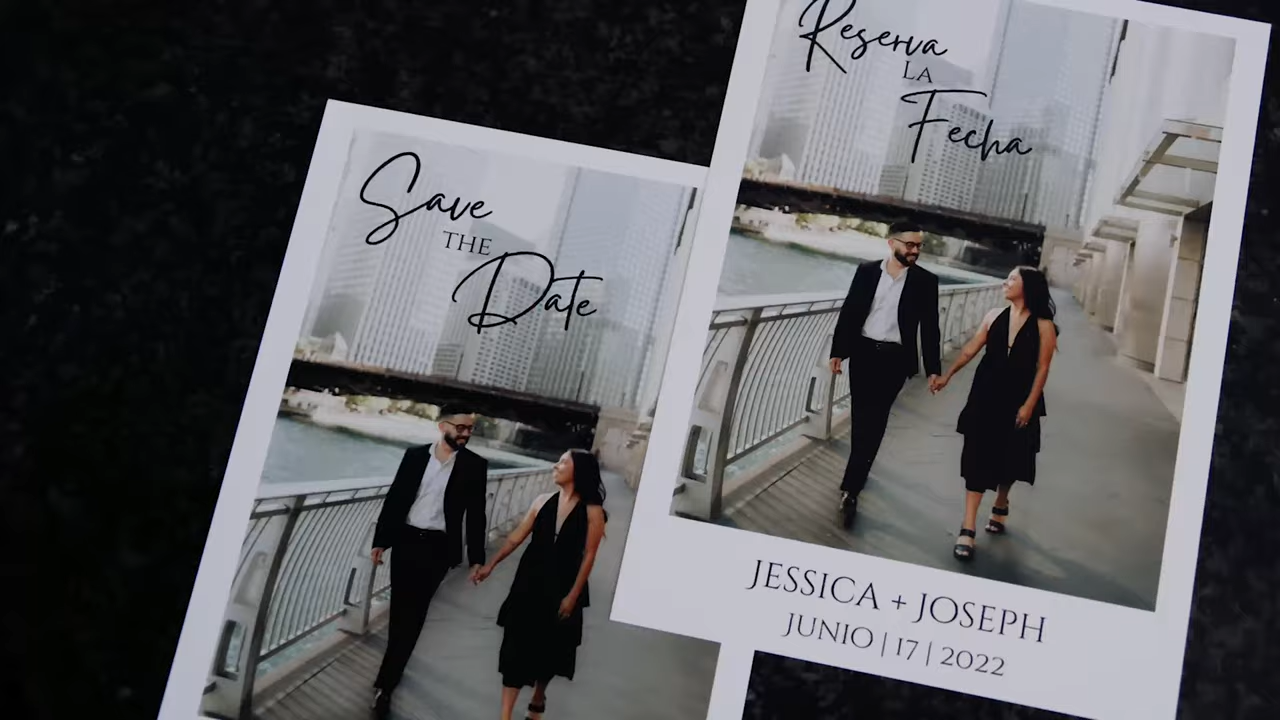 Save
THE
Date
Reserva
LA
Fecha
JESSICA + JOSEPH
JUNIO | 17 | 2022